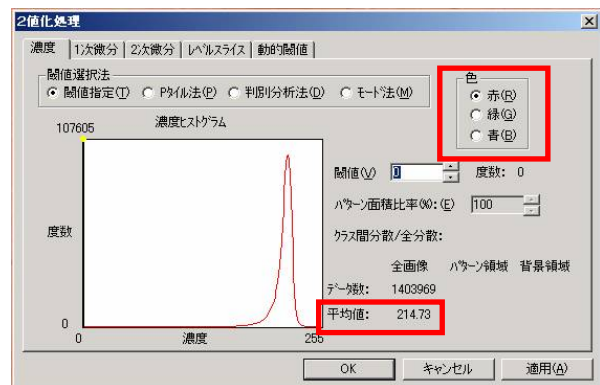 2値化処理
濃度 1次微分 2次微分 レベルスライス 動的閾値
閾値選択法
閾値指定(T) Pタイル法(P) 判別分析法(D) モード法(M)
色
赤(R)
緑(G)
青(B)
107605 濃度ヒストグラム
閾値(V) 0 度数: 0
パターン面積比率(%):(E) 100
度数
クラス間分散/全分散:
全画像 パターン領域 背景領域
データ数: 1403969
平均値: 214.73
0
0 濃度 255
OK キャンセル 適用(A)